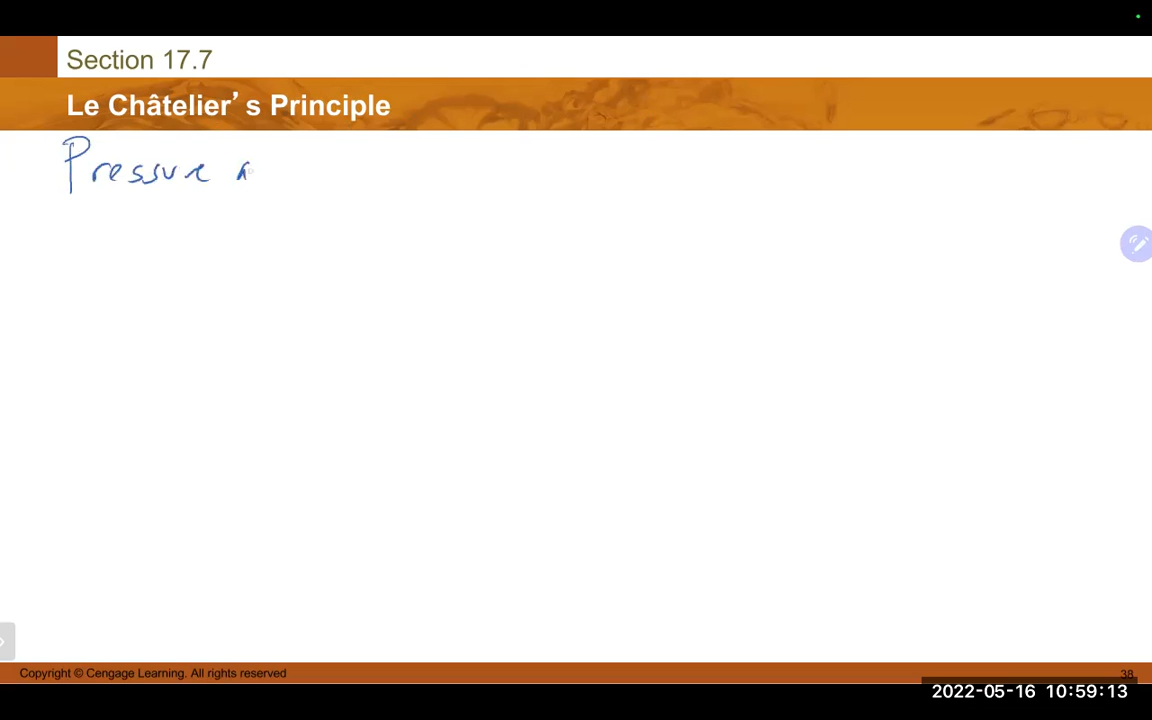 Section 17.7
Le Châtelier’s Principle
Pressure
Copyright © Cengage Learning. All rights reserved
38
2022-05-16 10:59:13